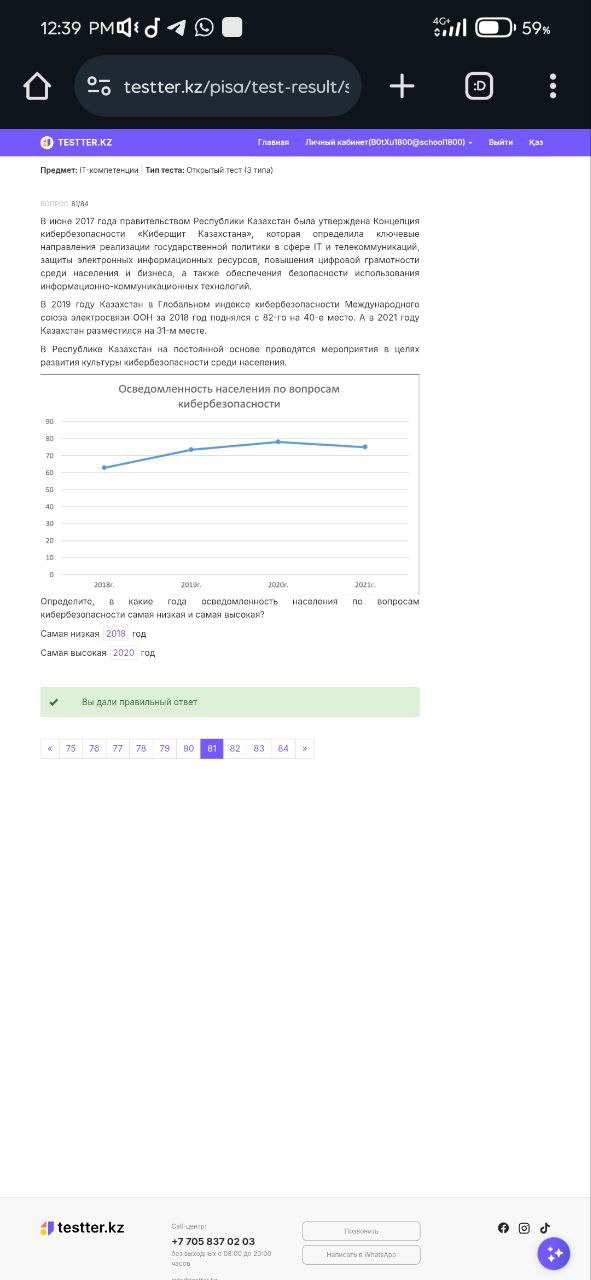 12:39 PM
4G+
59%
testter.kz/pisa/test-result/s
:D
TESTTER.KZ
Главная Личный кабинет(B0tXu1800@school1800) Выйти Қаз
Предмет: IT-компетенции | Тип теста: Открытый тест (3 типа)
ВОПРОС 81/84
В июне 2017 года правительством Республики Казахстан была утверждена Концепция
кибербезопасности «Киберщит Казахстана», которая определила ключевые
направления реализации государственной политики в сфере IT и телекоммуникаций,
защиты электронных информационных ресурсов, повышения цифровой грамотности
среди населения и бизнеса, а также обеспечения безопасности использования
информационно-коммуникационных технологий.
В 2019 году Казахстан в Глобальном индексе кибербезопасности Международного
союза электросвязи ООН за 2018 год поднялся с 82-го на 40-е место. А в 2021 году
Казахстан разместился на 31-м месте.
В Республике Казахстан на постоянной основе проводятся мероприятия в целях
развития культуры кибербезопасности среди населения.
Осведомленность населения по вопросам
кибербезопасности
90
80
70
60
50
40
30
20
10
0
2018г. 2019г. 2020г. 2021г.
Определите, в какие года осведомленность населения по вопросам
кибербезопасности самая низкая и самая высокая?
Самая низкая 2018 год
Самая высокая 2020 год
Вы дали правильный ответ
« 75 76 77 78 79 80 81 82 83 84 »
testter.kz
Call-центр:
+7 705 837 02 03
без выходных с 08:00 до 20:00
часов
Позвонить
Написать в WhatsApp